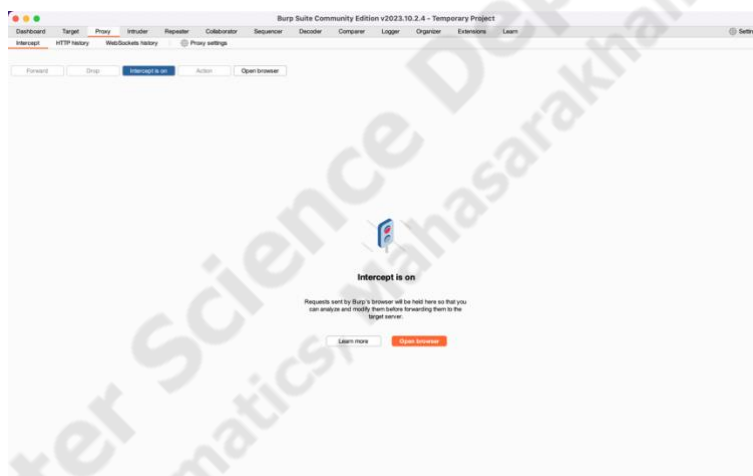 Burp Suite Community Edition v2023.10.2.4 - Temporary Project
Dashboard Target Proxy Intruder Repeater Collaborator Sequencer Decoder Comparer Logger Organizer Extensions Learn
Intercept HTTP history WebSockets history Proxy settings
Forward Drop Intercept is on Action Open browser
Intercept is on
Requests sent by Burp's browser will be held here so that you
can analyze and modify them before forwarding them to the
target server.
Learn more Open browser